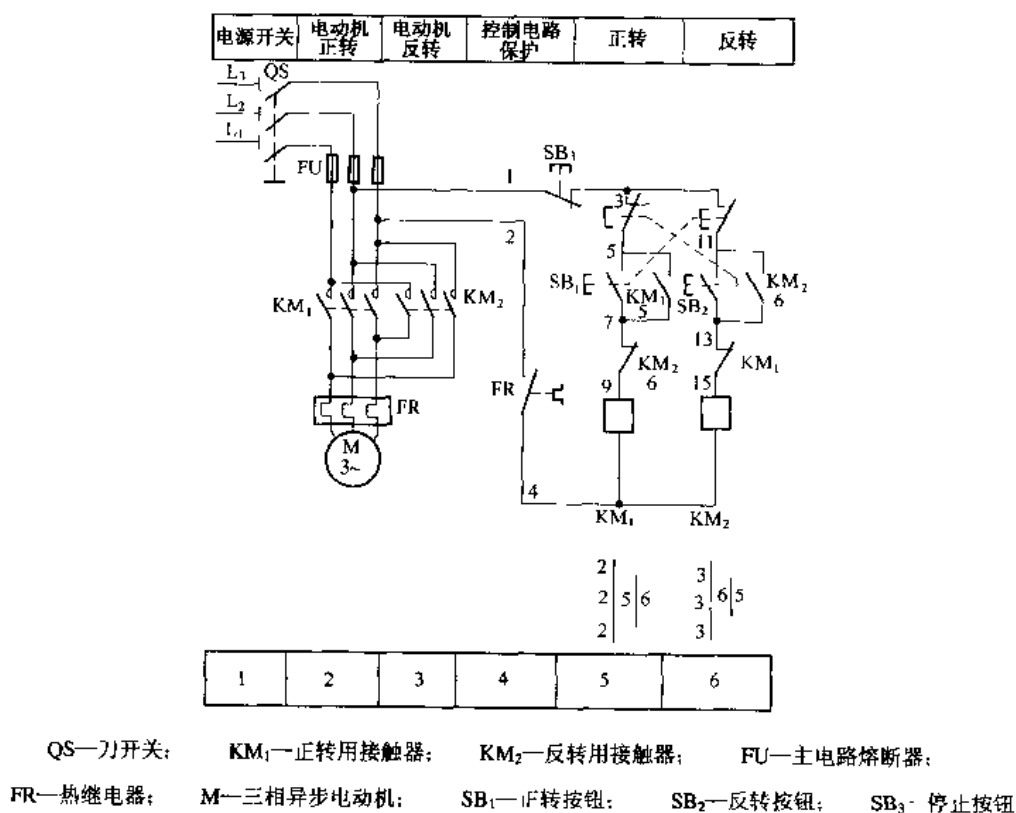 电源开关 电动机正转 电动机反转 控制电路保护 正转 反转
L3 QS
L2
L1
FU
SB3
1
3
2
11
5
SB1 KM1 SB2 KM2
5 6
KM1 KM2
7
13
KM2 KM1
6
FR 9 15
FR
M
3~
4
KM1 KM2
2 3
2 5 6 3 6 5
2 3
1 2 3 4 5 6
QS—刀开关; KM₁—正转用接触器; KM₂—反转用接触器; FU—主电路熔断器;
FR—热继电器; M—三相异步电动机; SB₁—正转按钮; SB₂—反转按钮; SB₃- 停止按钮